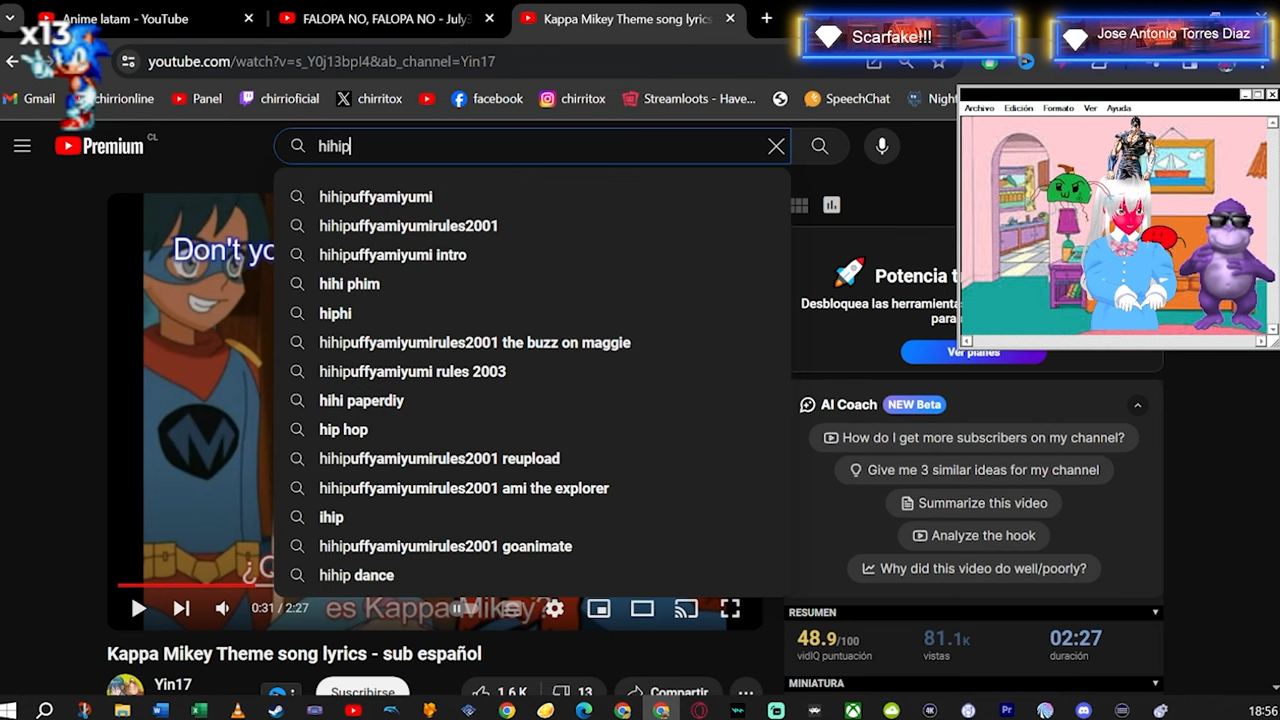 Anime latam - YouTube
FALOPA NO, FALOPA NO - July3
Kappa Mikey Theme song lyrics
x13
Scarfake!!!
Jose Antonio Torres Diaz
youtube.com/watch?v=s_Y0j13bpl4&ab_channel=Yin17
Gmail
chirrionline
Panel
chirrioficial
chirritox
facebook
chirritox
Streamloots - Have...
SpeechChat
Nigh
Archivo Edición Formato Ver Ayuda
Premium CL
hihip
hihipuffyamiyumi
hihipuffyamiyumirules2001
hihipuffyamiyumi intro
hihi phim
hiphi
hihipuffyamiyumirules2001 the buzz on maggie
hihipuffyamiyumi rules 2003
hihi paperdiy
hip hop
hihipuffyamiyumirules2001 reupload
hihipuffyamiyumirules2001 ami the explorer
ihip
hihipuffyamiyumirules2001 goanimate
hihip dance
Don't yo
M
¿Q
es Kappa Mikey?
0:31 / 2:27
Potencia t
Desbloquea las herramienta
para
Ver planes
AI Coach NEW Beta
How do I get more subscribers on my channel?
Give me 3 similar ideas for my channel
Summarize this video
Analyze the hook
Why did this video do well/poorly?
RESUMEN
48.9/100
vidIQ puntuación
81.1K
vistas
02:27
duración
MINIATURA
Kappa Mikey Theme song lyrics - sub español
Yin17
Suscribirse
1.6 K
13
Compartir
18:56